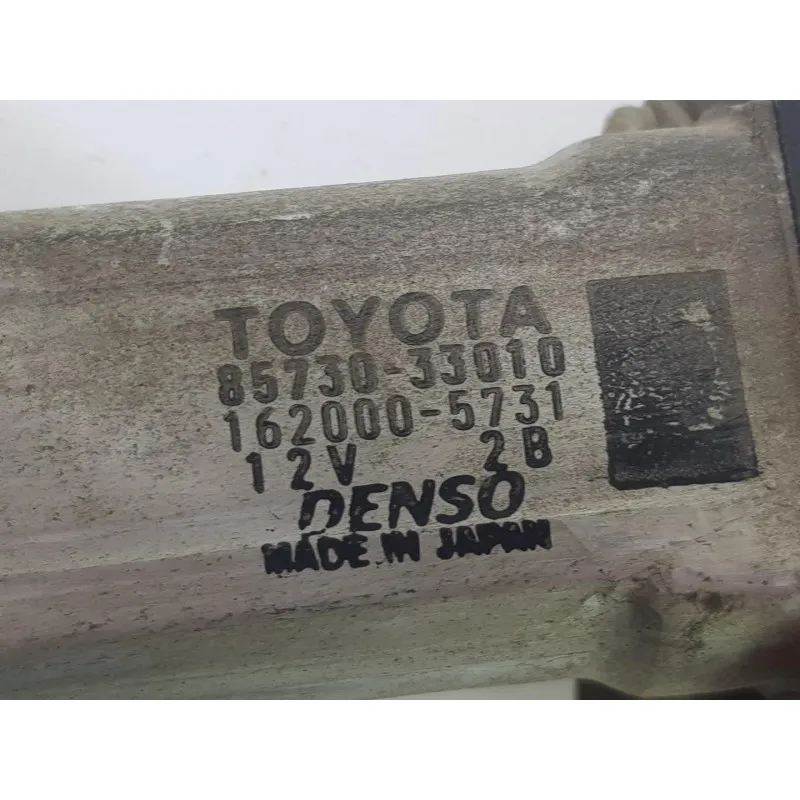 TOYOTA
85730-33010
162000-5731
12V 2B
DENSO
MADE IN JAPAN